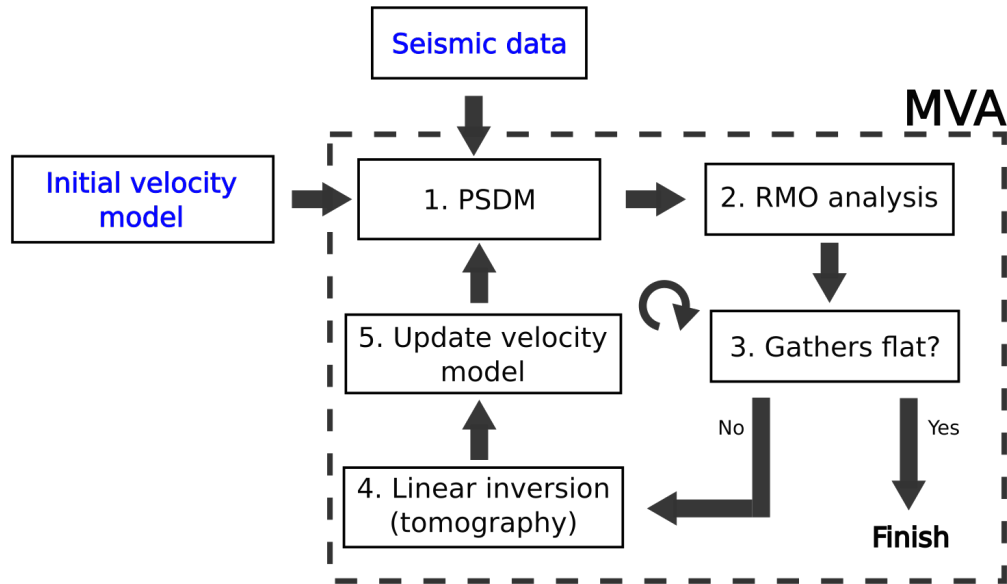 Seismic data
MVA
Initial velocity
model
1. PSDM
2. RMO analysis
5. Update velocity
model
3. Gathers flat?
No
Yes
4. Linear inversion
(tomography)
Finish